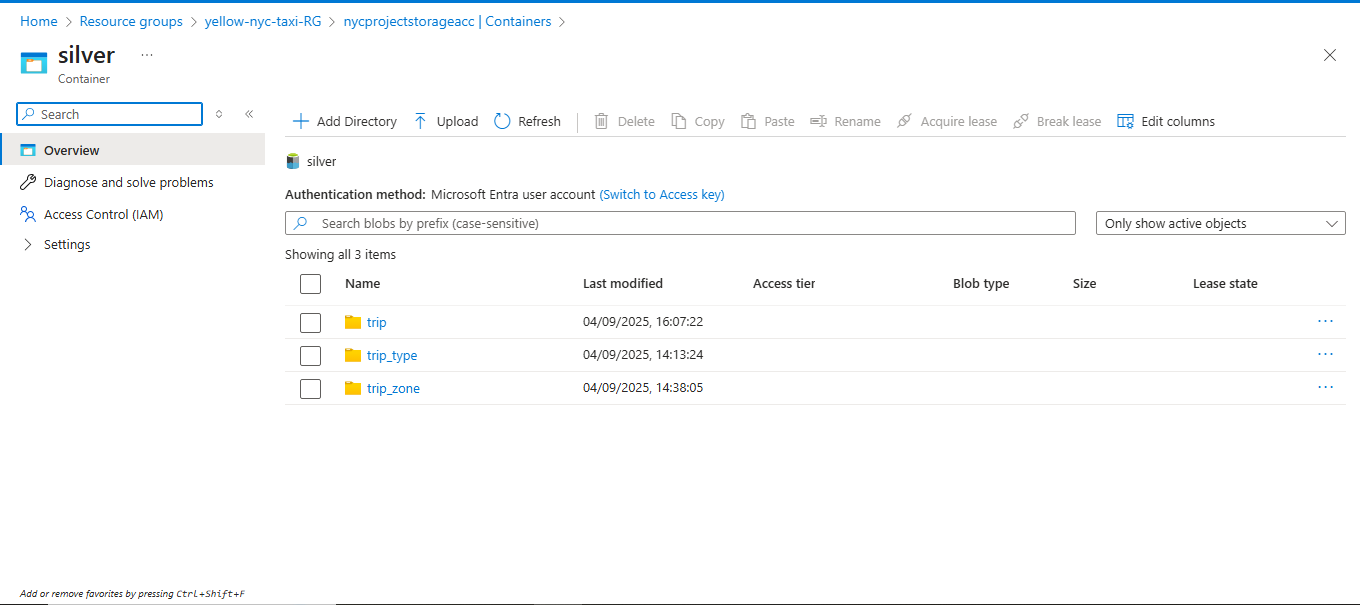 Home > Resource groups > yellow-nyc-taxi-RG > nycprojectstorageacc | Containers >
silver ...
Container
Search
Overview
Diagnose and solve problems
Access Control (IAM)
Settings
Add Directory Upload Refresh Delete Copy Paste Rename Acquire lease Break lease Edit columns
silver
Authentication method: Microsoft Entra user account (Switch to Access key)
Search blobs by prefix (case-sensitive) Only show active objects
Showing all 3 items
Name Last modified Access tier Blob type Size Lease state
trip 04/09/2025, 16:07:22 ...
trip_type 04/09/2025, 14:13:24 ...
trip_zone 04/09/2025, 14:38:05 ...
Add or remove favorites by pressing Ctrl+Shift+F